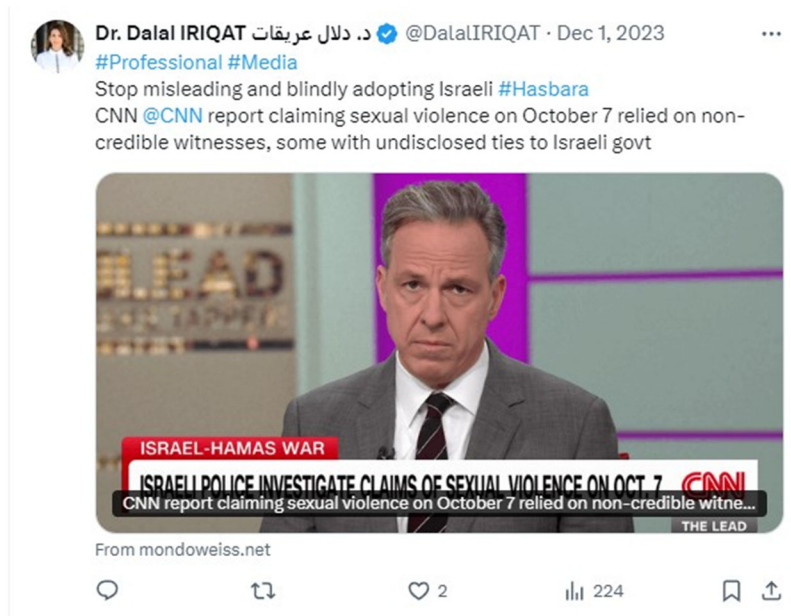 Dr. Dalal IRIQAT د. دلال عريقات @DalalIRIQAT · Dec 1, 2023
#Professional #Media
Stop misleading and blindly adopting Israeli #Hasbara
CNN @CNN report claiming sexual violence on October 7 relied on non-
credible witnesses, some with undisclosed ties to Israeli govt
LEAD
ISRAEL-HAMAS WAR
ISRAELI POLICE INVESTIGATE CLAIMS OF SEXUAL VIOLENCE ON OCT. 7
CNN
CNN report claiming sexual violence on October 7 relied on non-credible witne...
THE LEAD
From mondoweiss.net
2
224